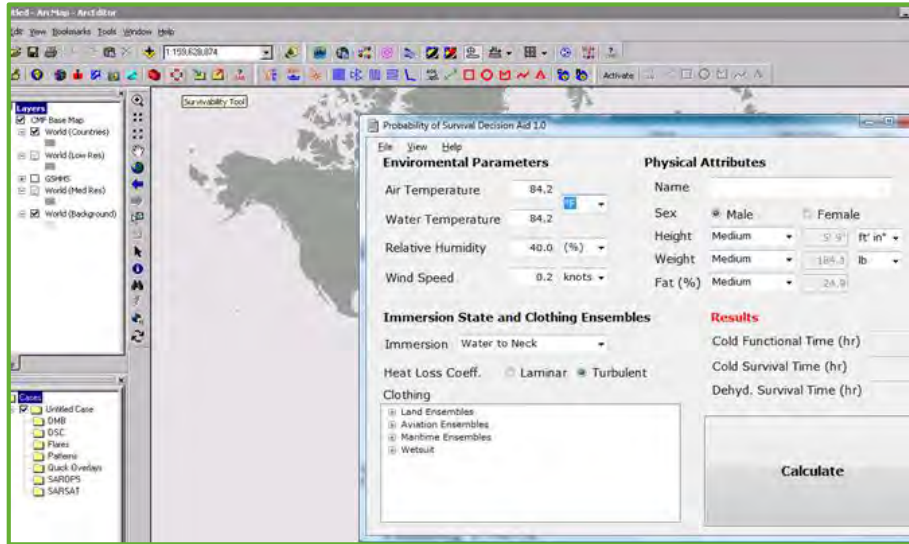 ntitled - ArcMap - ArcEditor
Edit View Bookmarks Tools Window Help
1:159,628,874
Activate
Survivability Tool
Layers
CMF Base Map
World (Countries)
World (Low Res)
GSHHS
World (Med Res)
World (Background)
Cases
Untitled Case
DMB
DSC
Flares
Patterns
Quick Overlays
SAROPS
SARSAT
Probability of Survival Decision Aid 1.0
File View Help
Enviromental Parameters
Air Temperature 84.2
°F
Water Temperature 84.2
Relative Humidity 40.0 (%)
Wind Speed 0.2 knots
Immersion State and Clothing Ensembles
Immersion Water to Neck
Heat Loss Coeff. Laminar Turbulent
Clothing
Land Ensembles
Aviation Ensembles
Maritime Ensembles
Wetsuit
Physical Attributes
Name
Sex Male Female
Height Medium 5' 9" ft' in"
Weight Medium lb
Fat (%) Medium
Results
Cold Functional Time (hr)
Cold Survival Time (hr)
Dehyd. Survival Time (hr)
Calculate